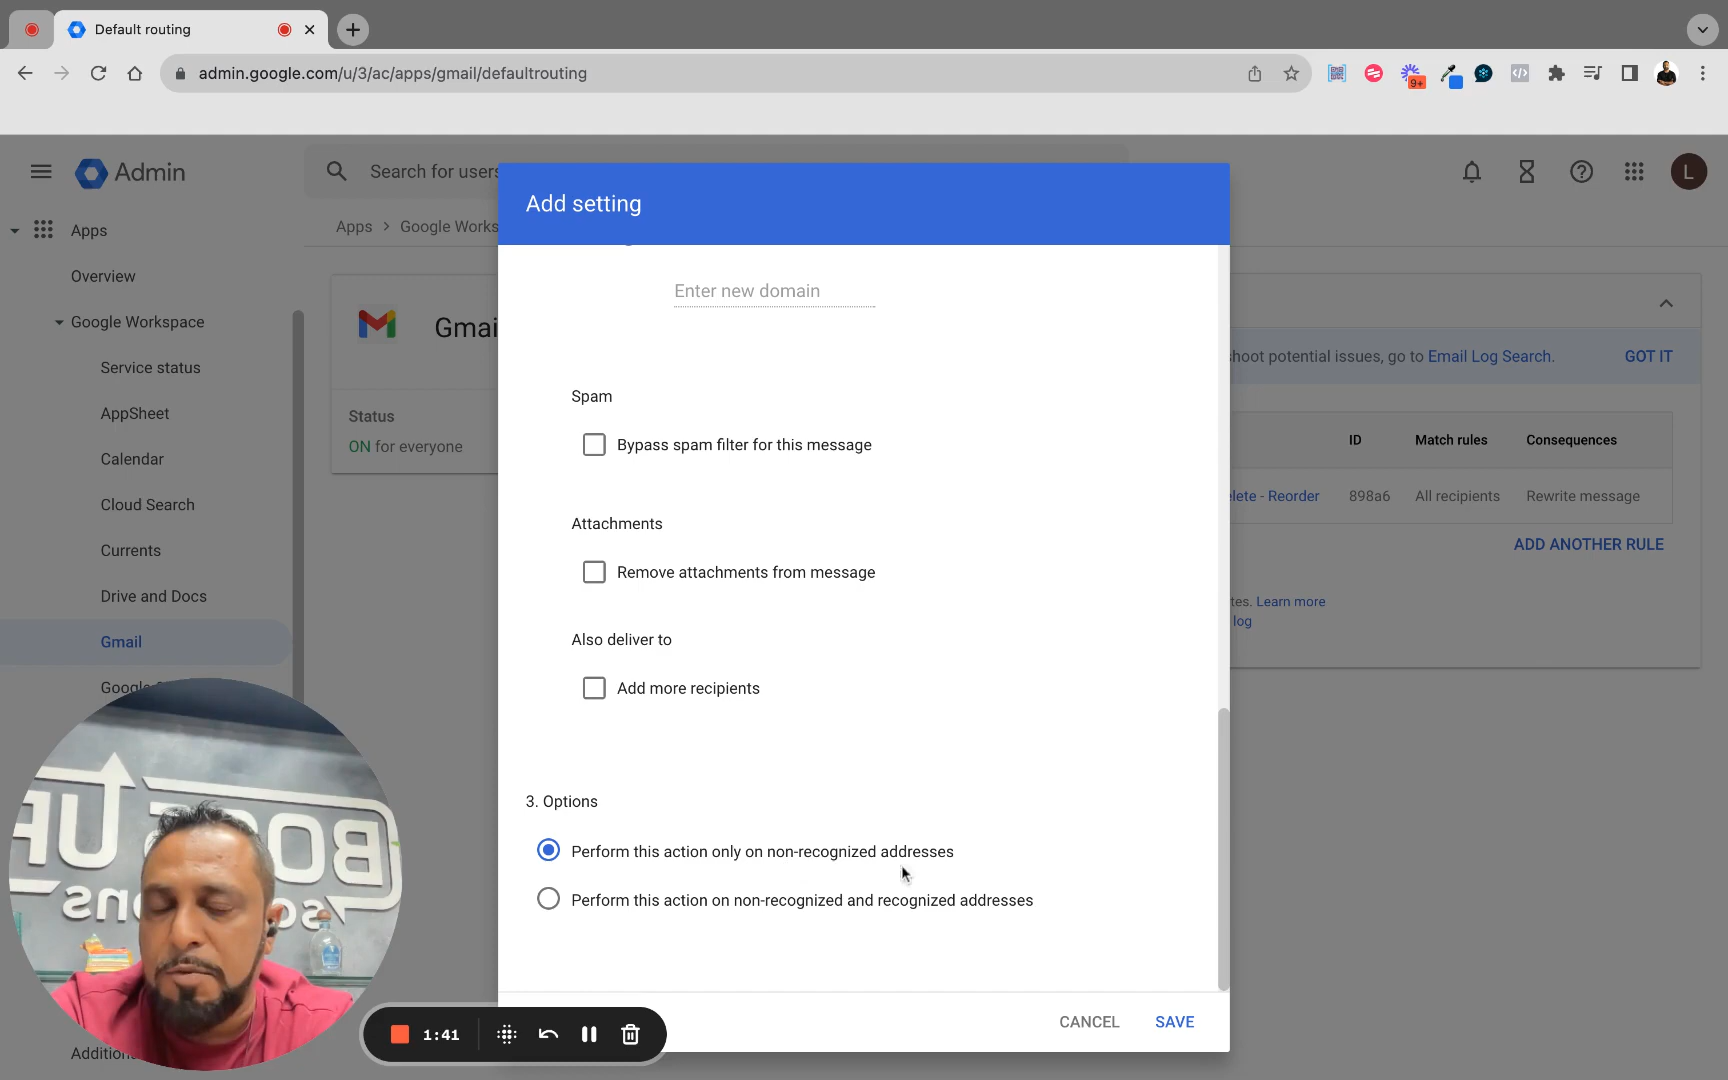 Default routing
admin.google.com/u/3/ac/apps/gmail/defaultrouting
9+
Admin
Search for users
L
Add setting
Apps
Overview
Google Workspace
Service status
AppSheet
Calendar
Cloud Search
Currents
Drive and Docs
Gmail
Apps > Google Works
Gmai
Status
ON for everyone
Enter new domain
Spam
Bypass spam filter for this message
Attachments
Remove attachments from message
Also deliver to
Add more recipients
3. Options
Perform this action only on non-recognized addresses
Perform this action on non-recognized and recognized addresses
CANCEL
SAVE
hoot potential issues, go to Email Log Search.
GOT IT
ID
Match rules
Consequences
lete - Reorder
898a6
All recipients
Rewrite message
ADD ANOTHER RULE
tes. Learn more
log
BOSS UP
sons
Additio
1:41